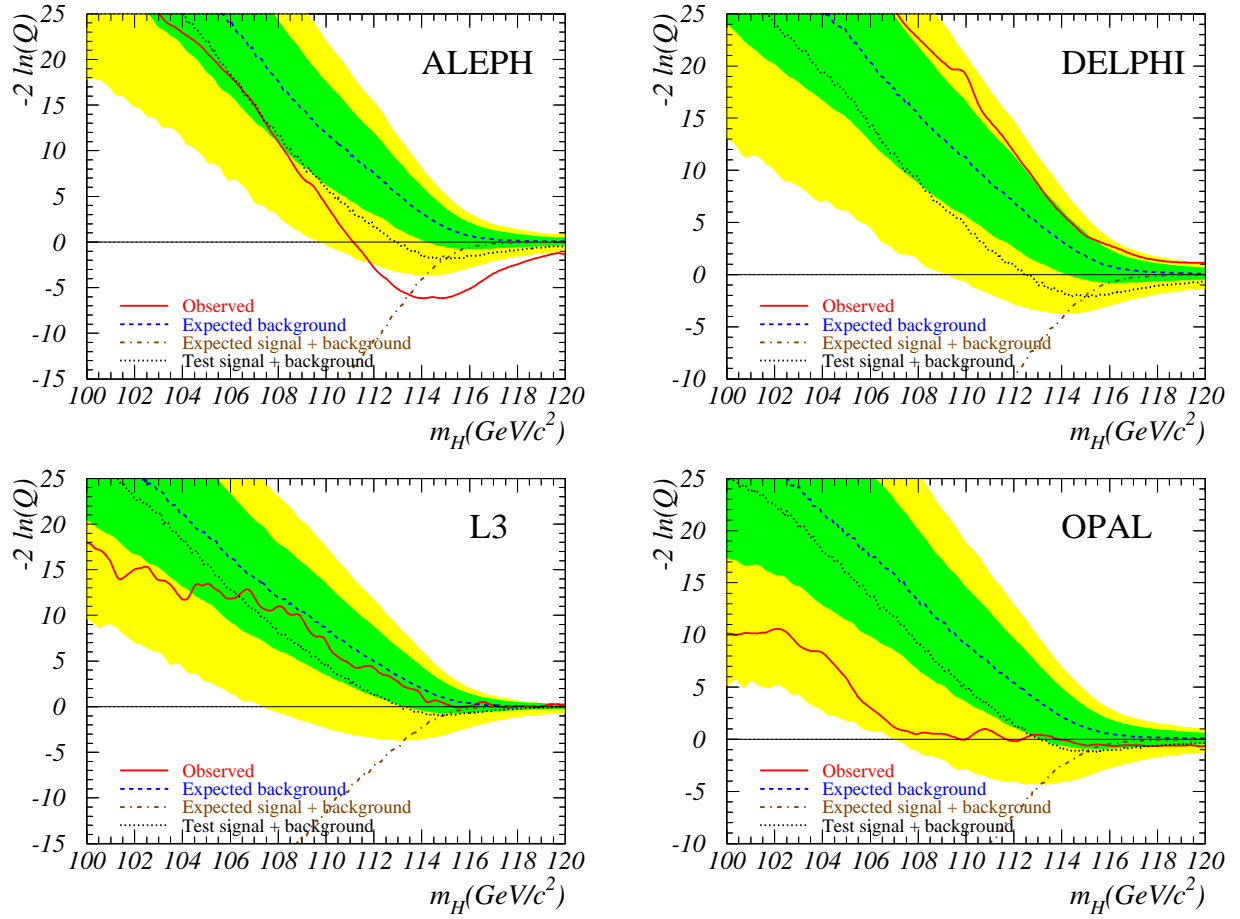 -2 ln(Q)
ALEPH
25
20
15
10
5
0
-5
-10
-15
Observed
Expected background
Expected signal + background
Test signal + background
100 102 104 106 108 110 112 114 116 118 120
m_H(GeV/c^2)
-2 ln(Q)
DELPHI
25
20
15
10
5
0
-5
-10
Observed
Expected background
Expected signal + background
Test signal + background
100 102 104 106 108 110 112 114 116 118 120
m_H(GeV/c^2)
-2 ln(Q)
L3
25
20
15
10
5
0
-5
-10
-15
Observed
Expected background
Expected signal + background
Test signal + background
100 102 104 106 108 110 112 114 116 118 120
m_H(GeV/c^2)
-2 ln(Q)
OPAL
25
20
15
10
5
0
-5
-10
Observed
Expected background
Expected signal + background
Test signal + background
100 102 104 106 108 110 112 114 116 118 120
m_H(GeV/c^2)